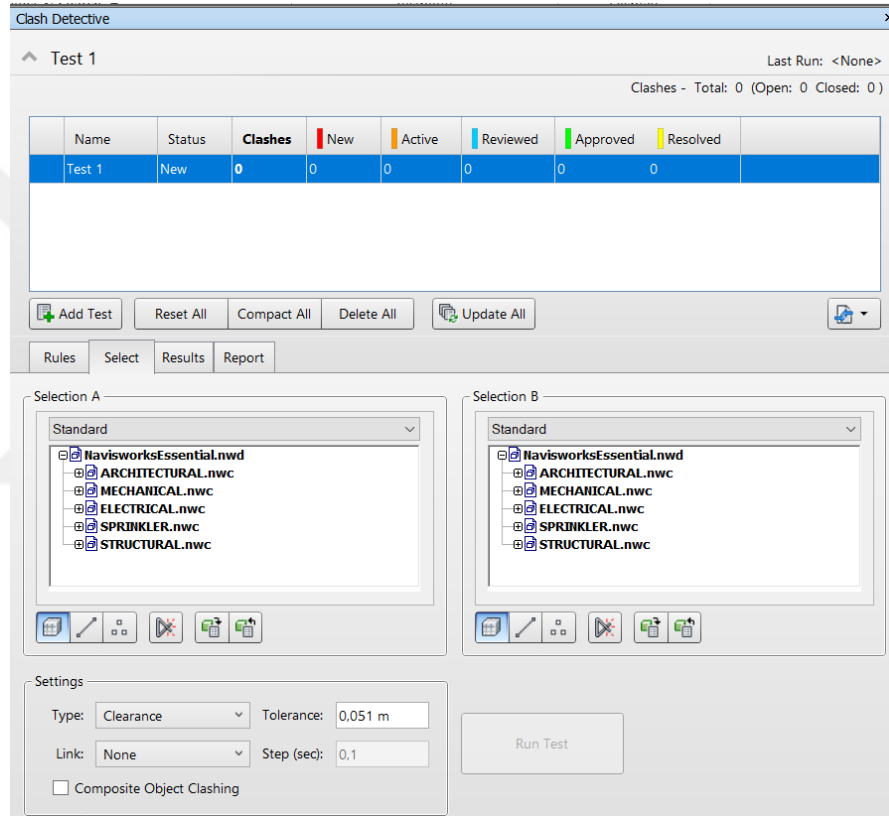 Clash Detective
Test 1
Last Run: <None>
Clashes - Total: 0 (Open: 0 Closed: 0)
Name Status Clashes New Active Reviewed Approved Resolved
Test 1 New 0 0 0 0 0 0
Add Test Reset All Compact All Delete All Update All
Rules Select Results Report
Selection A
Standard
NavisworksEssential.nwd
ARCHITECTURAL.nwc
MECHANICAL.nwc
ELECTRICAL.nwc
SPRINKLER.nwc
STRUCTURAL.nwc
Selection B
Standard
NavisworksEssential.nwd
ARCHITECTURAL.nwc
MECHANICAL.nwc
ELECTRICAL.nwc
SPRINKLER.nwc
STRUCTURAL.nwc
Settings
Type: Clearance Tolerance: 0,051 m
Link: None Step (sec): 0,1
Composite Object Clashing
Run Test